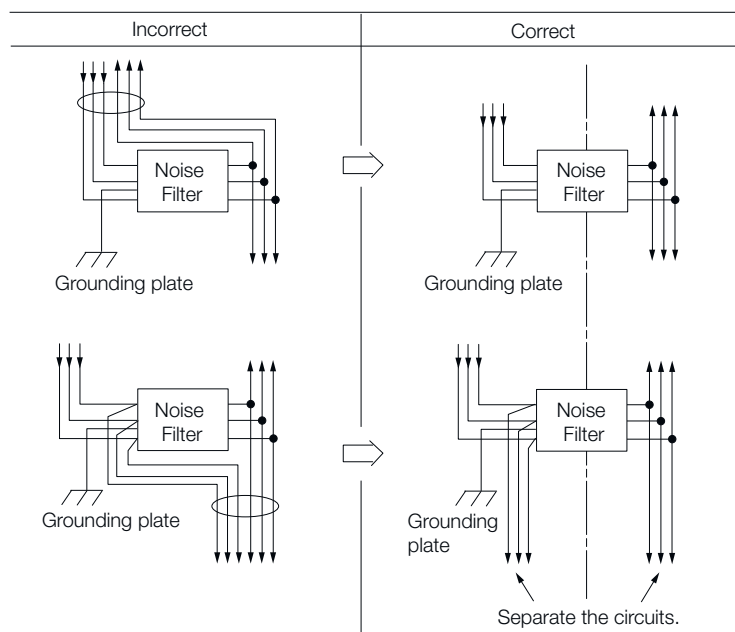 Incorrect
Correct
Noise
Filter
Grounding plate
Noise
Filter
Grounding plate
Noise
Filter
Grounding plate
Noise
Filter
Grounding
plate
Separate the circuits.